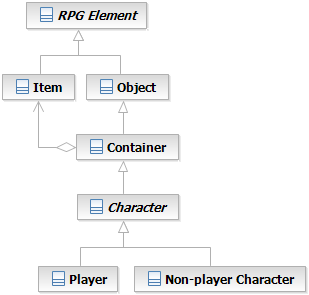 RPG Element
Item
Object
Container
Character
Player
Non-player Character